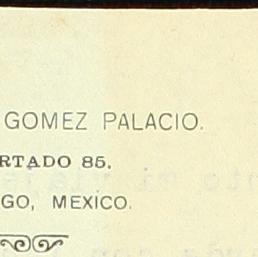 GOMEZ PALACIO.
RTADO 85.
GO, MEXICO.